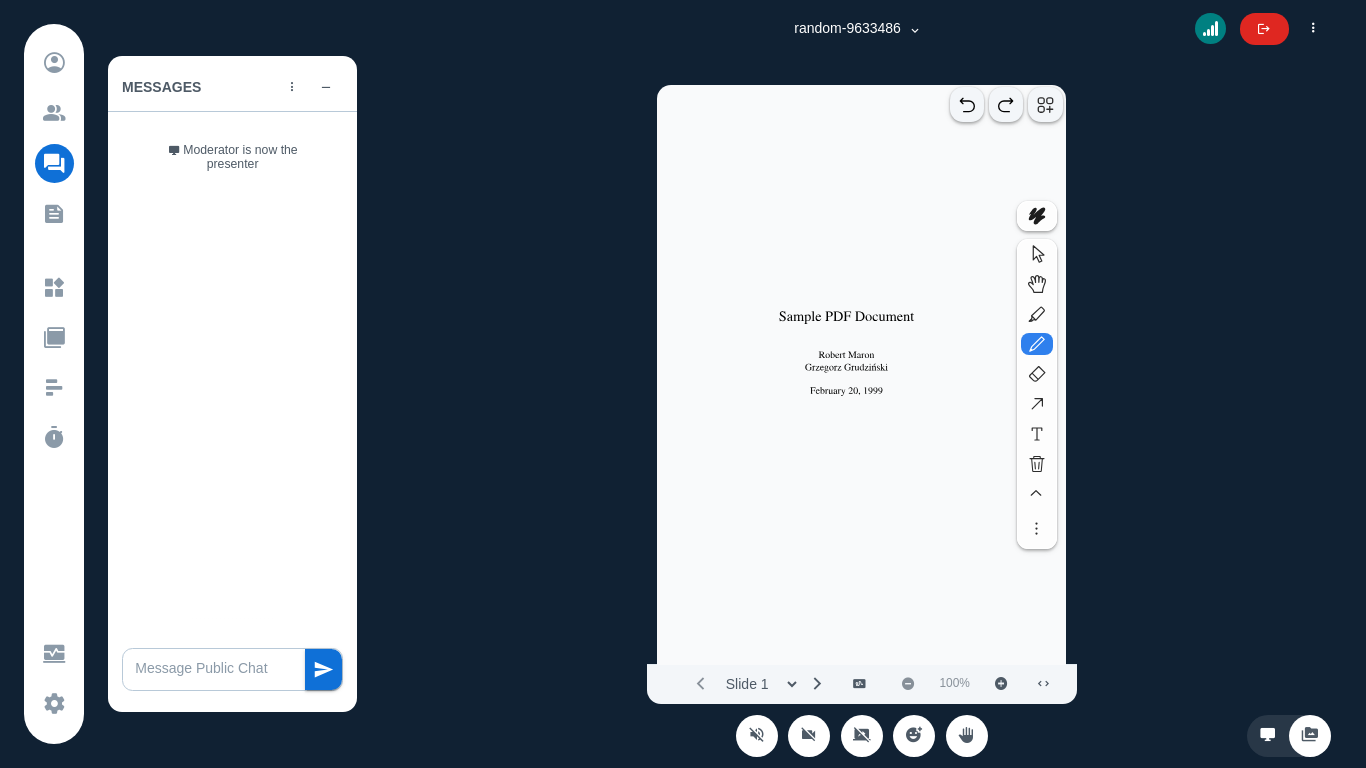 random-9633486
MESSAGES
Moderator is now the
presenter
Message Public Chat
Sample PDF Document
Robert Maron
Grzegorz Grudziński
February 20, 1999
Slide 1
100%